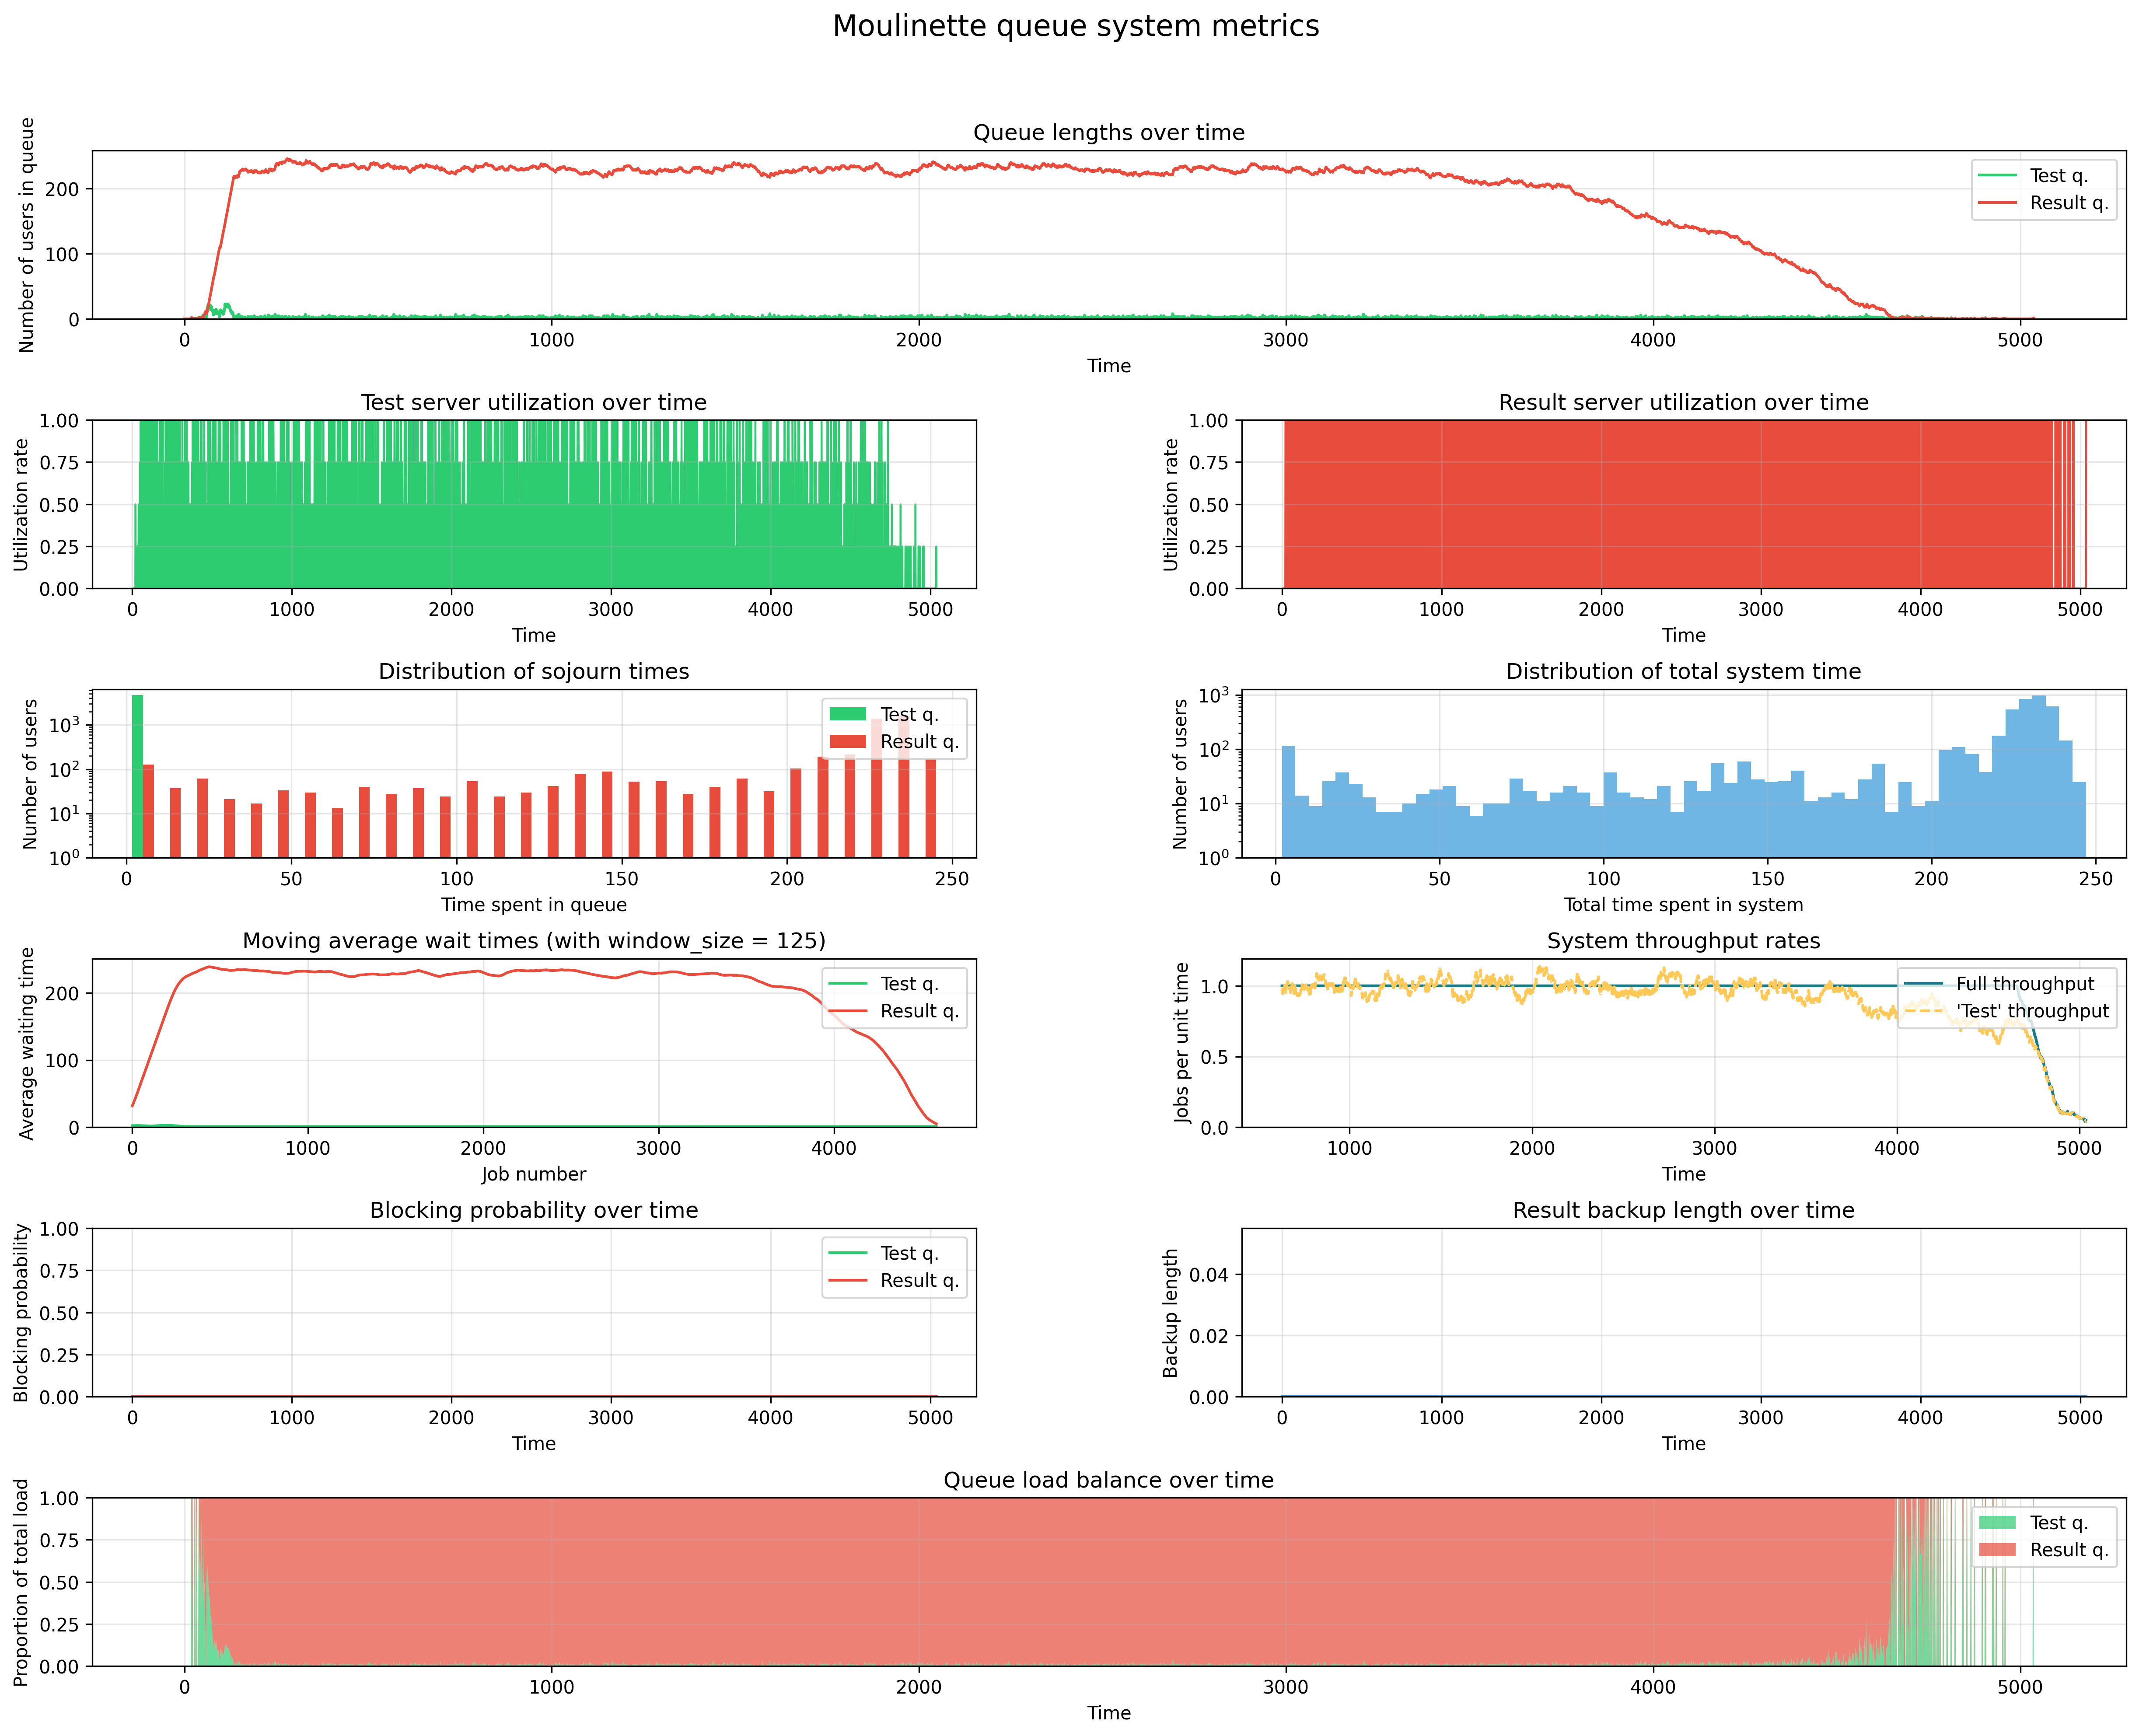 Moulinette queue system metrics
Queue lengths over time
Number of users in queue
200
100
0
Test q.
Result q.
0 1000 2000 3000 4000 5000
Time
Test server utilization over time
Utilization rate
1.00
0.75
0.50
0.25
0.00
0 1000 2000 3000 4000 5000
Time
Result server utilization over time
Utilization rate
1.00
0.75
0.50
0.25
0.00
0 1000 2000 3000 4000 5000
Time
Distribution of sojourn times
Number of users
10³
10²
10¹
10⁰
Test q.
Result q.
0 50 100 150 200 250
Time spent in queue
Distribution of total system time
Number of users
10³
10²
10¹
10⁰
0 50 100 150 200 250
Total time spent in system
Moving average wait times (with window_size = 125)
Average waiting time
200
100
0
Test q.
Result q.
0 1000 2000 3000 4000
Job number
System throughput rates
Jobs per unit time
1.0
0.5
0.0
Full throughput
'Test' throughput
1000 2000 3000 4000 5000
Time
Blocking probability over time
Blocking probability
1.00
0.75
0.50
0.25
0.00
Test q.
Result q.
0 1000 2000 3000 4000 5000
Time
Result backup length over time
Backup length
0.04
0.02
0.00
0 1000 2000 3000 4000 5000
Time
Queue load balance over time
Proportion of total load
1.00
0.75
0.50
0.25
0.00
Test q.
Result q.
0 1000 2000 3000 4000 5000
Time